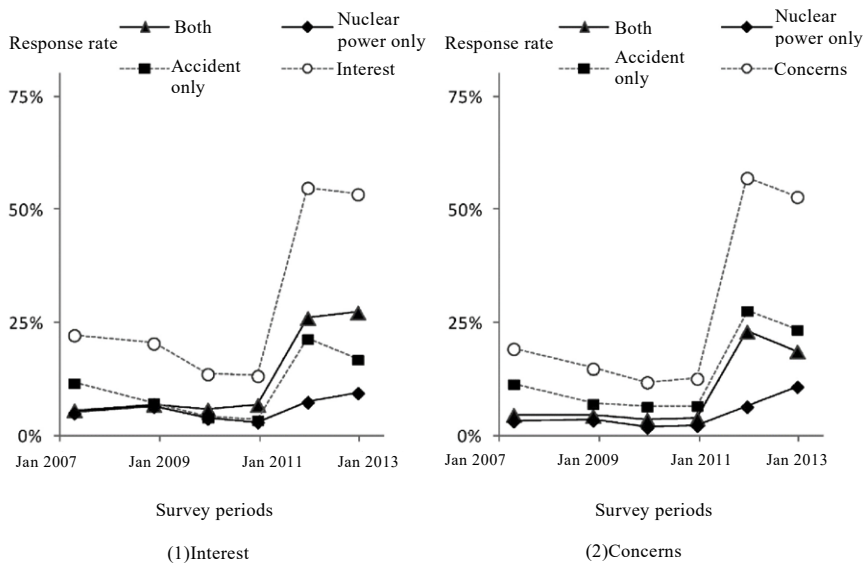 Response rate
Both
Nuclear
power only
Accident
only
Interest
75%
50%
25%
0%
Jan 2007
Jan 2009
Jan 2011
Jan 2013
Survey periods
(1)Interest
Response rate
Both
Nuclear
power only
Accident
only
Concerns
75%
50%
25%
0%
Jan 2007
Jan 2009
Jan 2011
Jan 2013
Survey periods
(2)Concerns